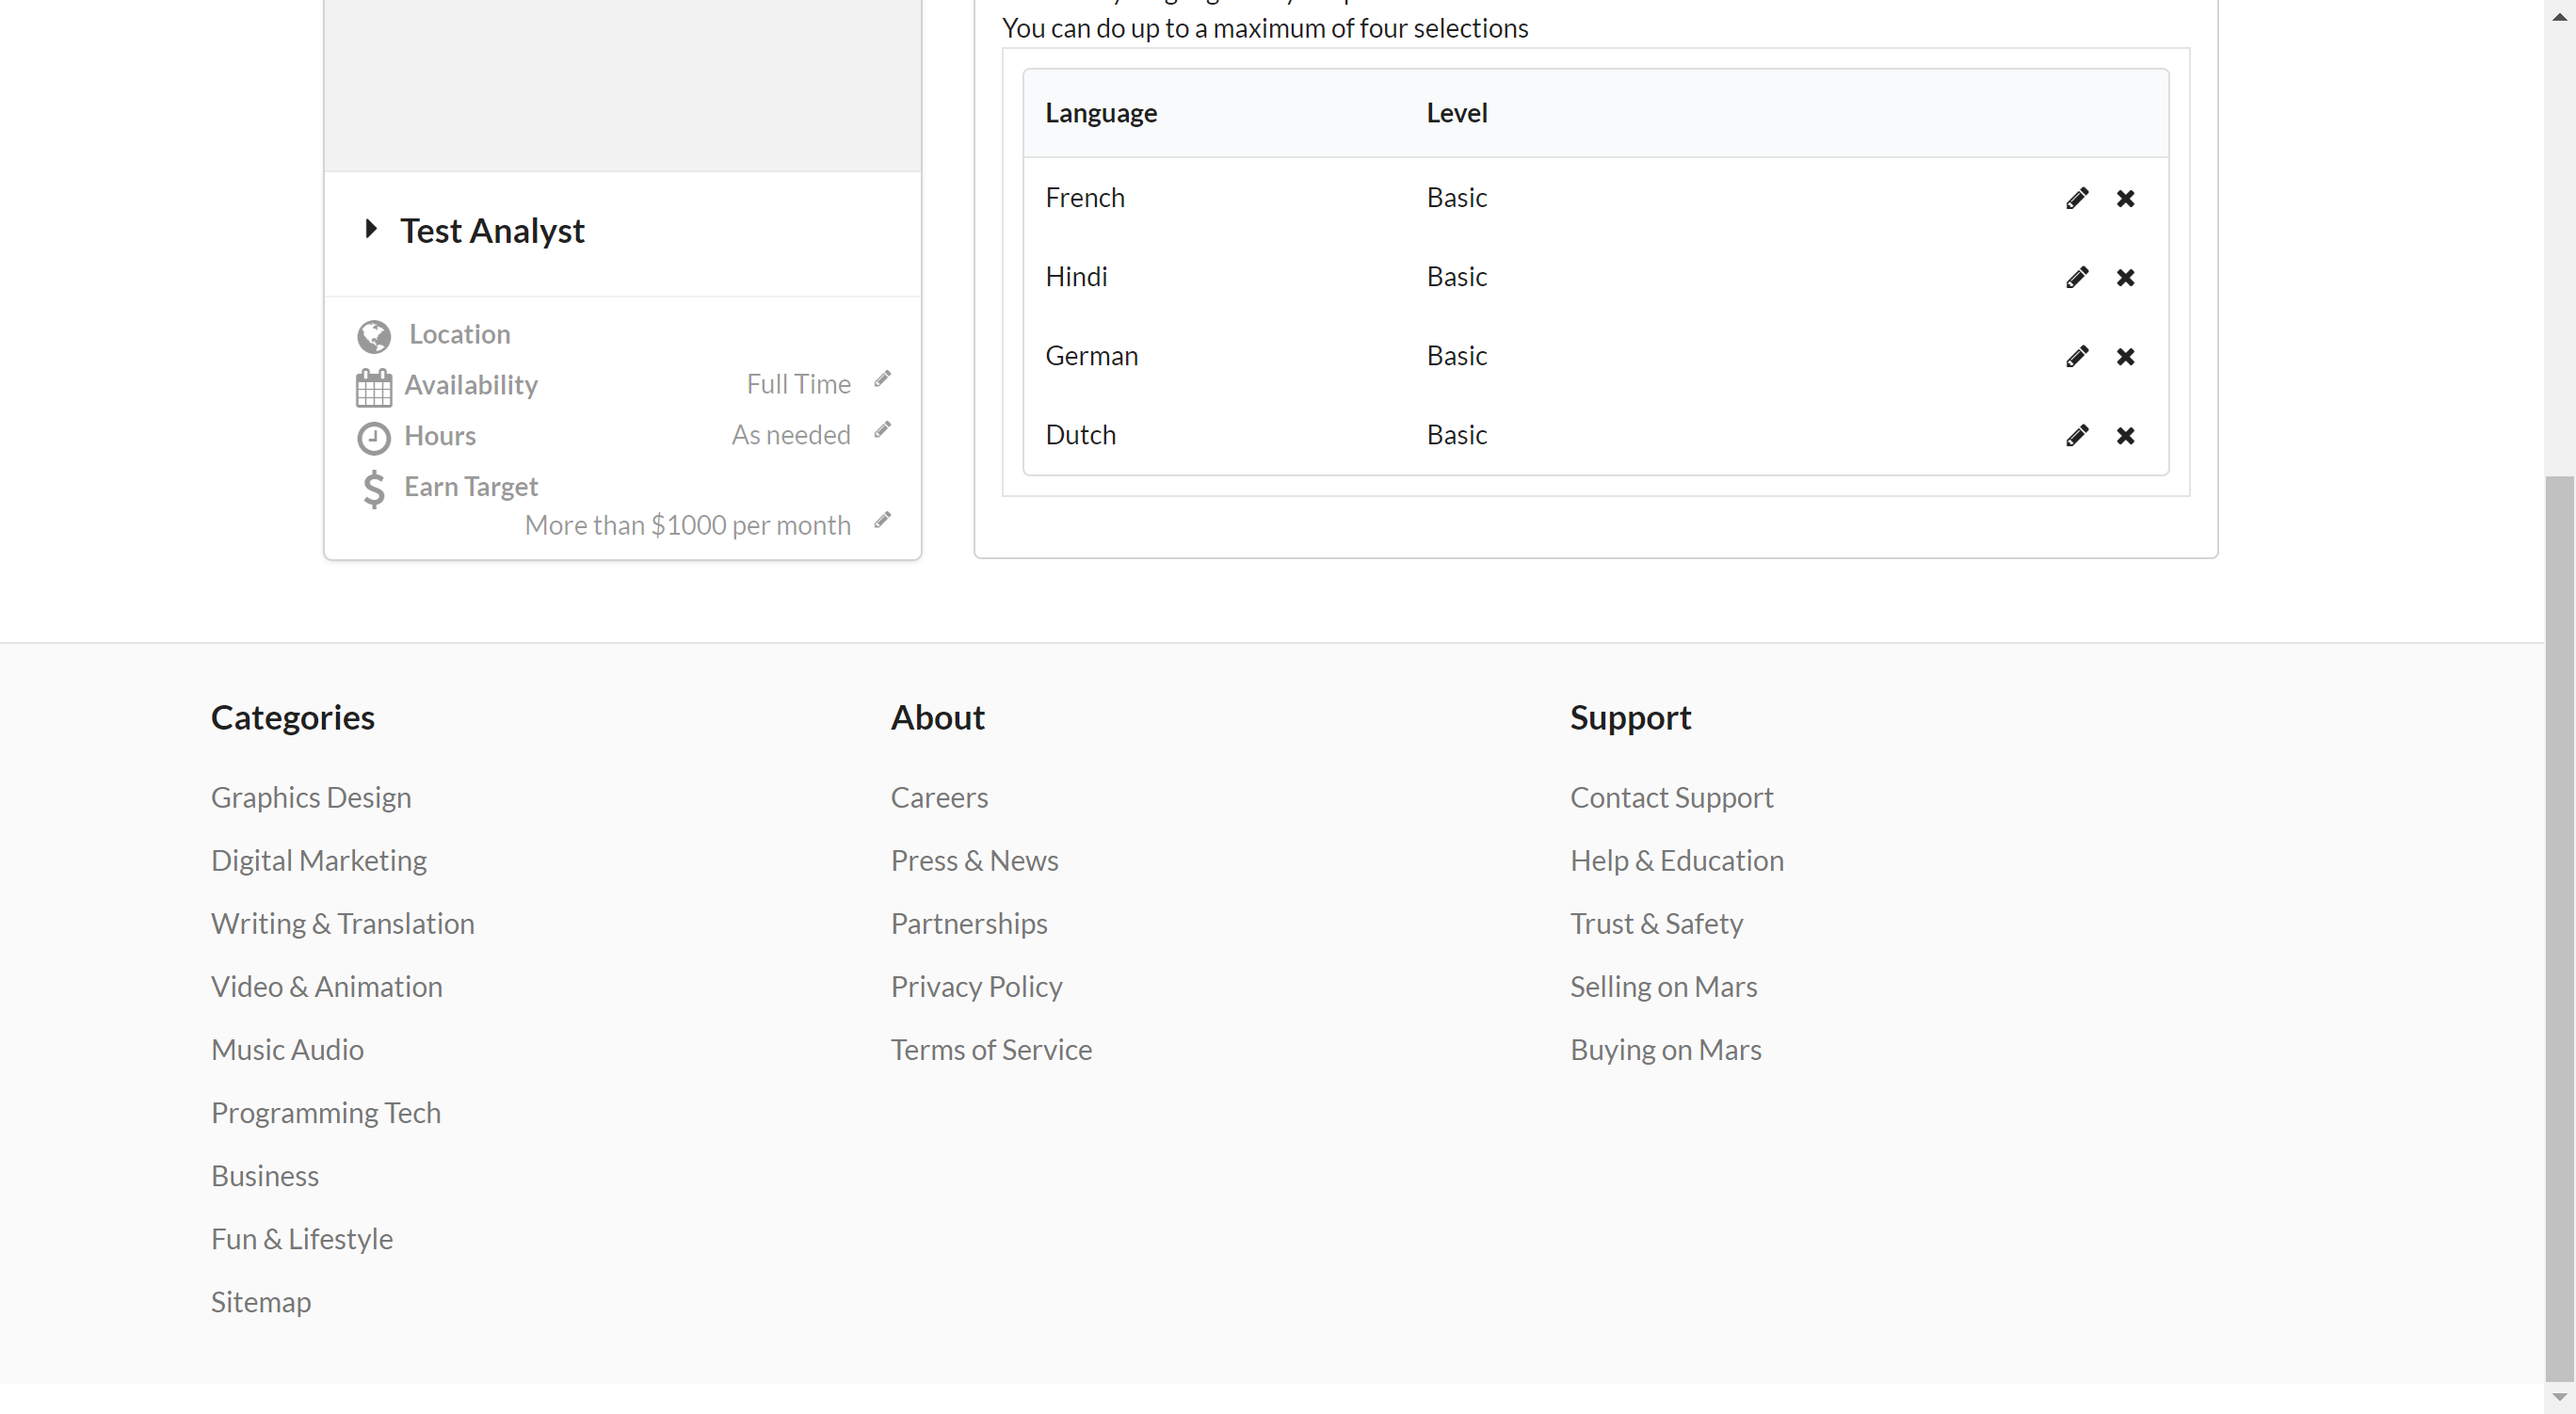 You can do up to a maximum of four selections
Language Level
French Basic
Hindi Basic
German Basic
Dutch Basic
Test Analyst
Location
Availability Full Time
Hours As needed
Earn Target
More than $1000 per month
Categories
Graphics Design
Digital Marketing
Writing & Translation
Video & Animation
Music Audio
Programming Tech
Business
Fun & Lifestyle
Sitemap
About
Careers
Press & News
Partnerships
Privacy Policy
Terms of Service
Support
Contact Support
Help & Education
Trust & Safety
Selling on Mars
Buying on Mars